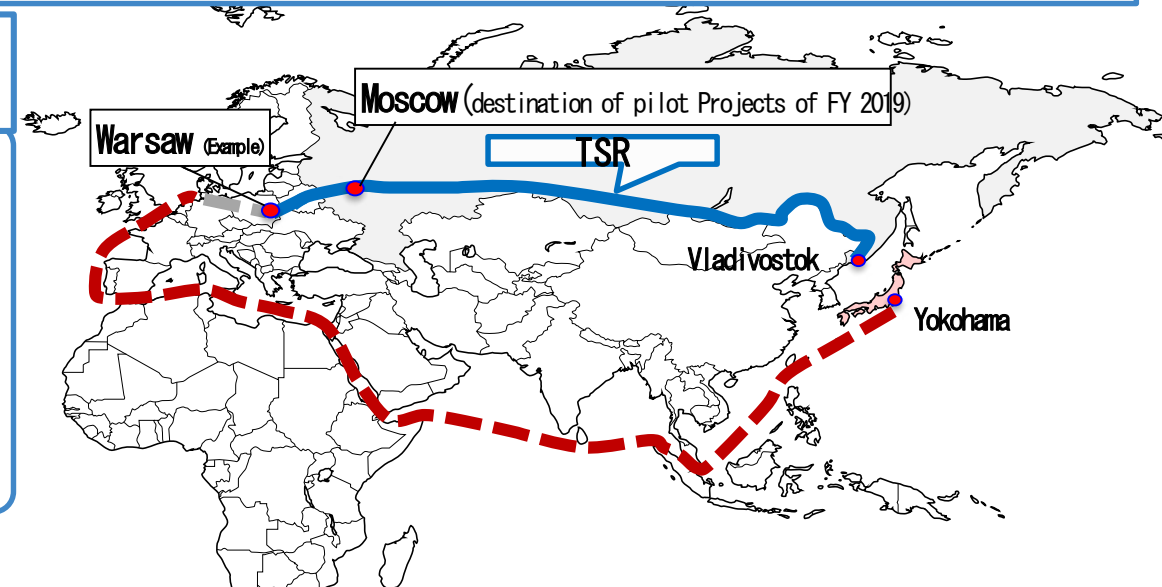 Moscow (destination of pilot Projects of FY 2019)
Warsaw (Example)
TSR
Vladivostok
Yokohama